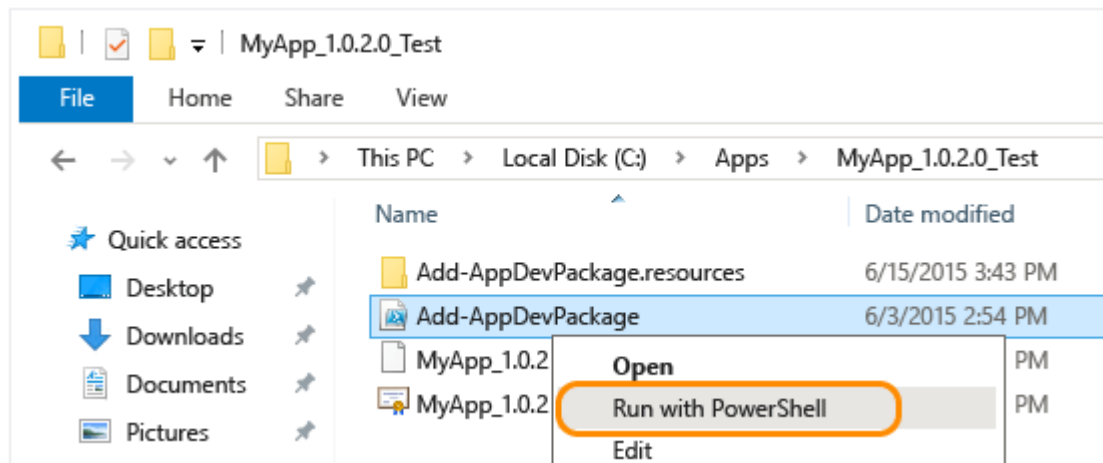 MyApp_1.0.2.0_Test
File Home Share View
This PC > Local Disk (C:) > Apps > MyApp_1.0.2.0_Test
Name Date modified
Quick access
Desktop
Downloads
Documents
Pictures
Add-AppDevPackage.resources 6/15/2015 3:43 PM
Add-AppDevPackage 6/3/2015 2:54 PM
MyApp_1.0.2 PM
MyApp_1.0.2 PM
Open
Run with PowerShell
Edit